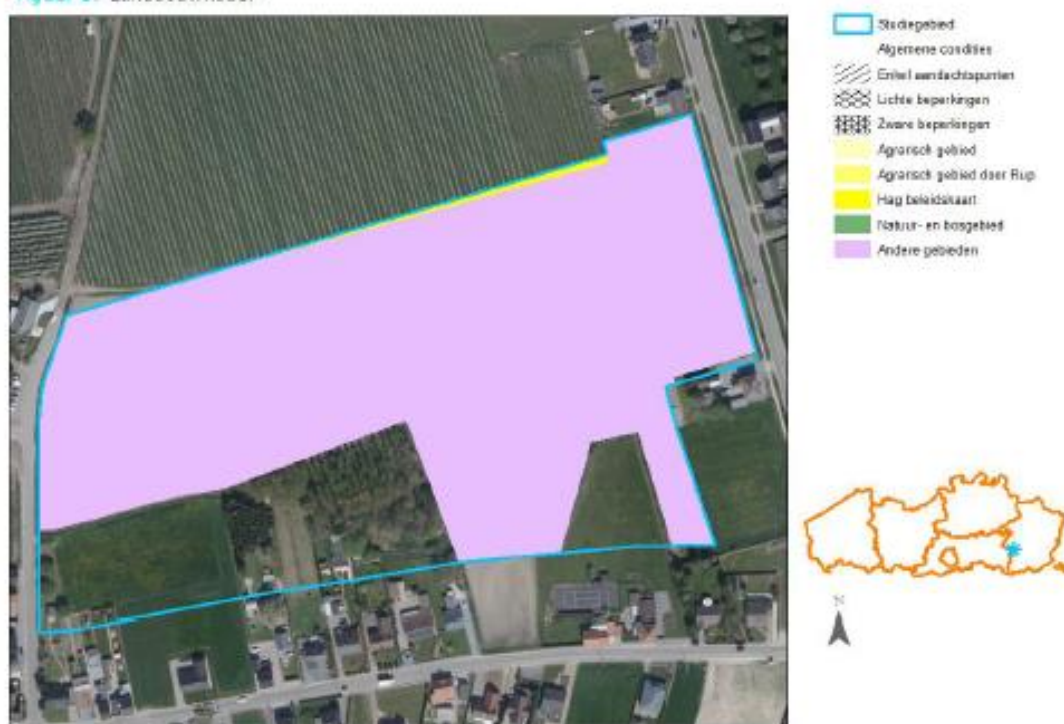 Studiegebied
Algemene condities
Enkel aandachtspunten
Lichte beperkingen
Zware beperkingen
Agrarisch gebied
Agrarisch gebied door Rup
Hag beleidskaart
Natuur- en bosgebied
Andere gebieden
N